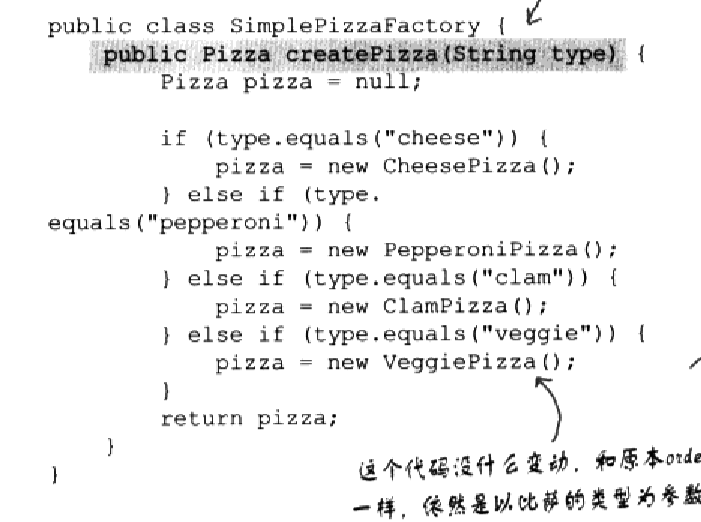 public class SimplePizzaFactory {
public Pizza createPizza(String type) {
Pizza pizza = null;
if (type.equals("cheese")) {
pizza = new CheesePizza();
} else if (type.
equals("pepperoni")) {
pizza = new PepperoniPizza();
} else if (type.equals("clam")) {
pizza = new ClamPizza();
} else if (type.equals("veggie")) {
pizza = new VeggiePizza();
}
return pizza;
}
}
这个代码没什么变动，和原本orde
一样，依然是以比萨的类型为参数